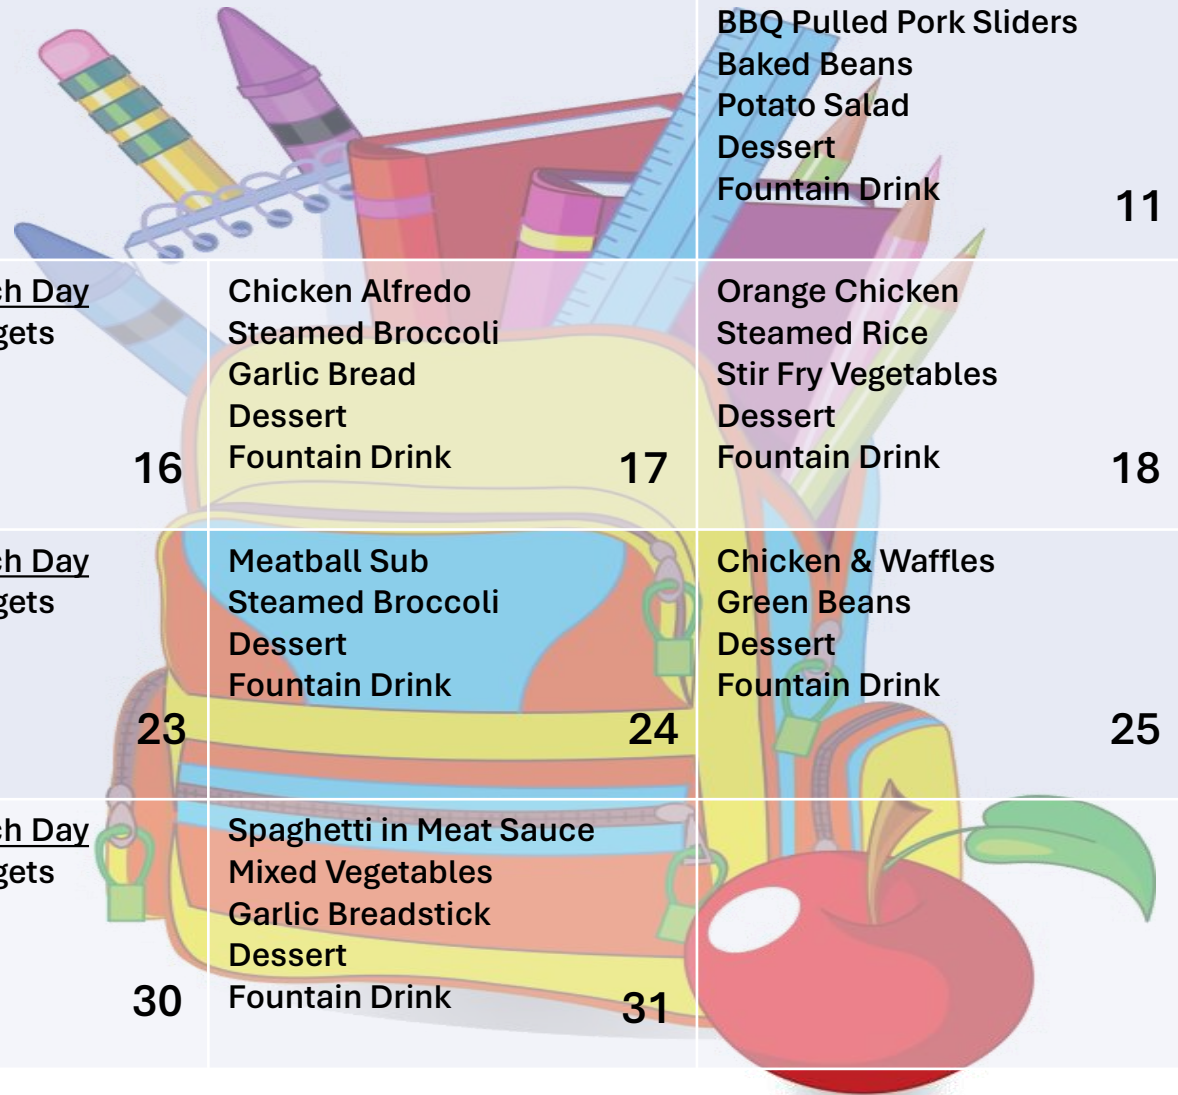 BBQ Pulled Pork Sliders
Baked Beans
Potato Salad
Dessert
Fountain Drink
11
Day
16
Chicken Alfredo
Steamed Broccoli
Garlic Bread
Dessert
Fountain Drink
17
Orange Chicken
Steamed Rice
Stir Fry Vegetables
Dessert
Fountain Drink
18
Day
23
Meatball Sub
Steamed Broccoli
Dessert
Fountain Drink
24
Chicken & Waffles
Green Beans
Dessert
Fountain Drink
25
Day
30
Spaghetti in Meat Sauce
Mixed Vegetables
Garlic Breadstick
Dessert
Fountain Drink
31